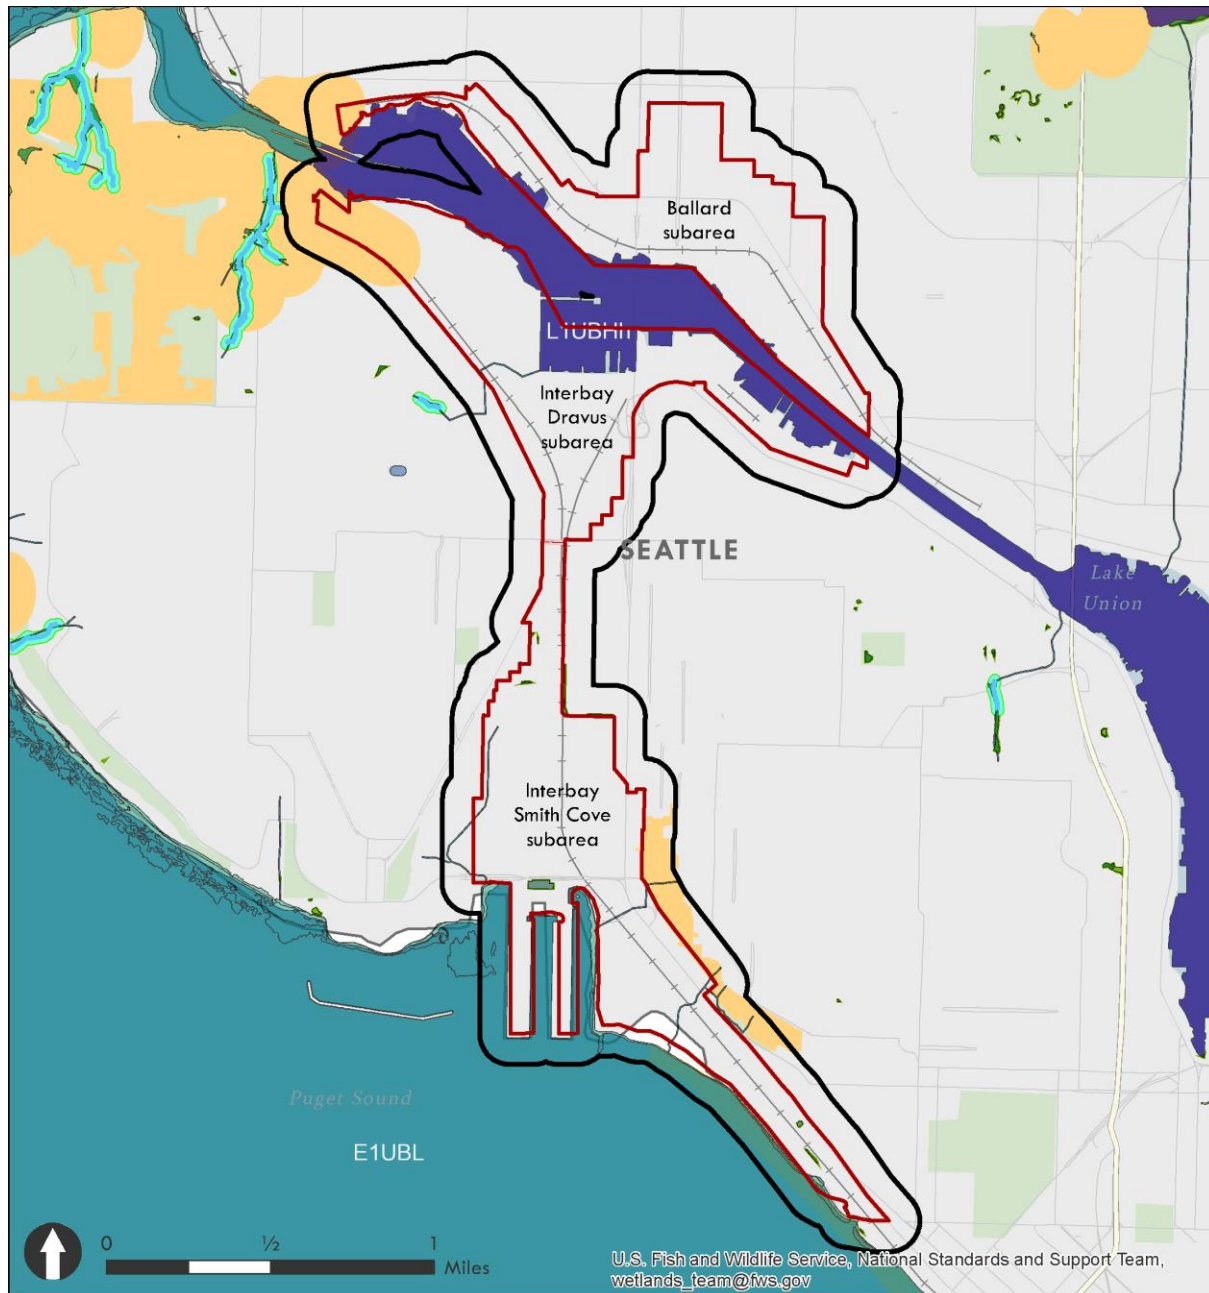 Ballard
subarea
L1UBHh
Interbay
Dravus
subarea
SEATTLE
Lake
Union
Interbay
Smith Cove
subarea
Puget Sound
E1UBL
0 ½ 1
Miles
U.S. Fish and Wildlife Service, National Standards and Support Team,
wetlands_team@fws.gov